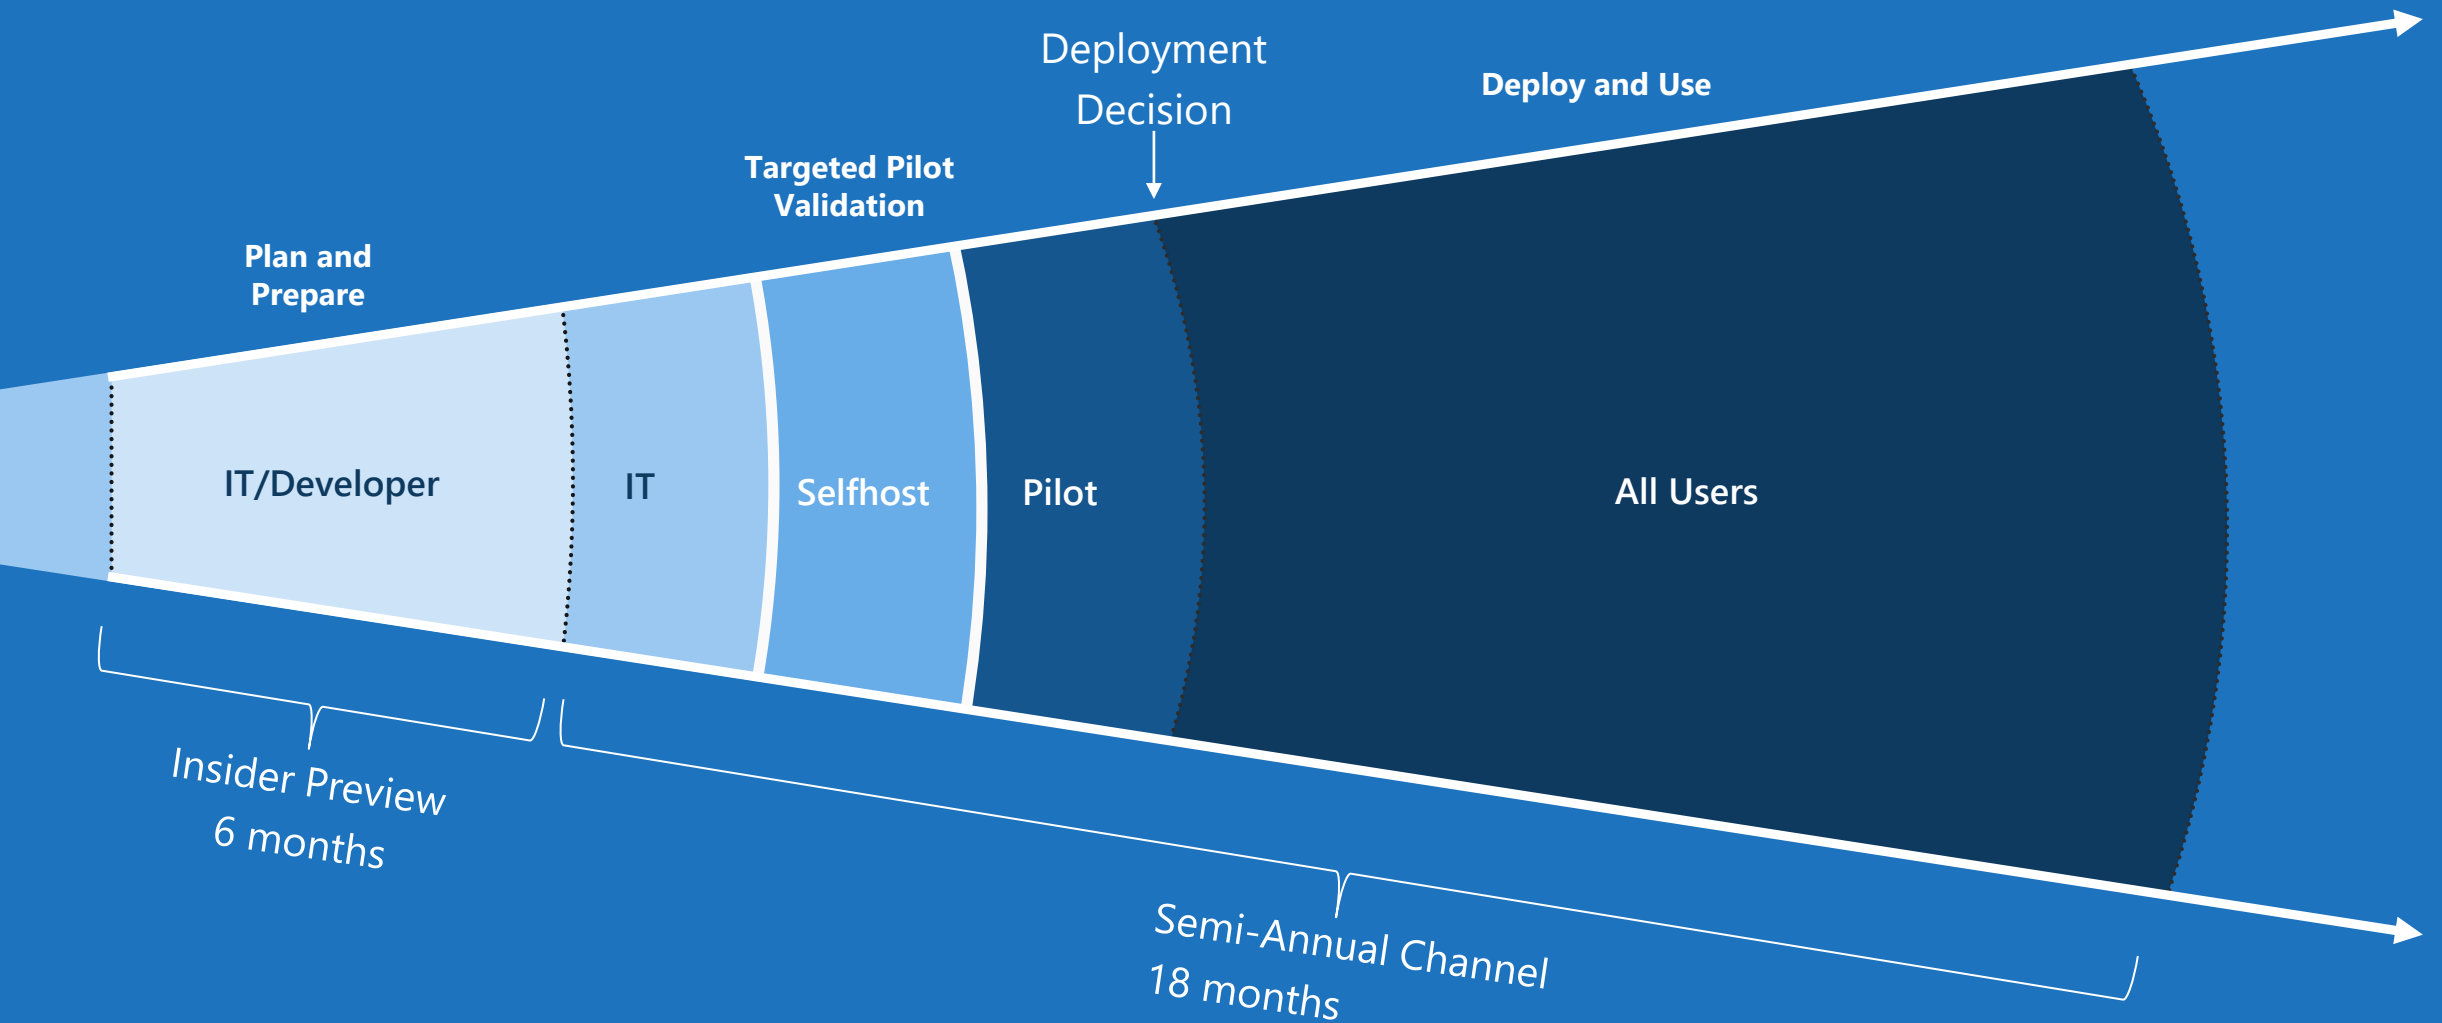 Deployment
Decision
Deploy and Use
Targeted Pilot
Validation
Plan and
Prepare
IT/Developer
IT
Selfhost
Pilot
All Users
Insider Preview
6 months
Semi-Annual Channel
18 months